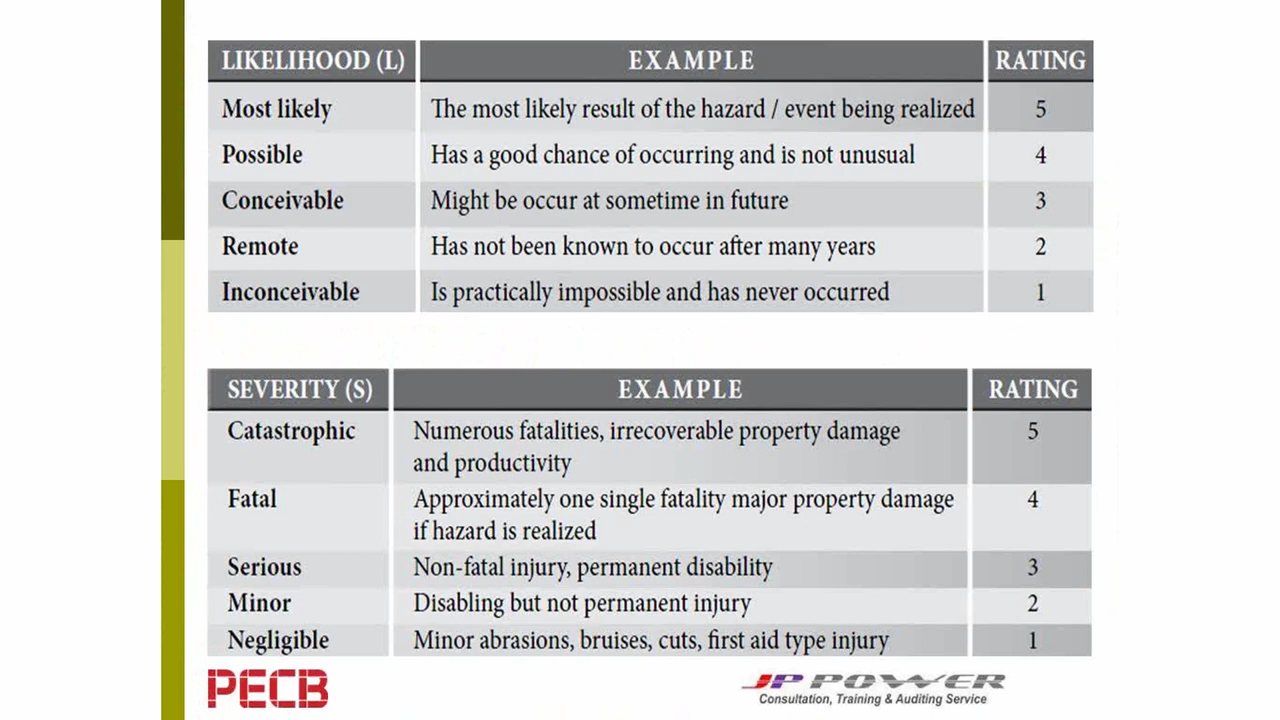 LIKELIHOOD (L) EXAMPLE RATING
Most likely The most likely result of the hazard / event being realized 5
Possible Has a good chance of occurring and is not unusual 4
Conceivable Might be occur at sometime in future 3
Remote Has not been known to occur after many years 2
Inconceivable Is practically impossible and has never occurred 1
SEVERITY (S) EXAMPLE RATING
Catastrophic Numerous fatalities, irrecoverable property damage 5
and productivity
Fatal Approximately one single fatality major property damage 4
if hazard is realized
Serious Non-fatal injury, permanent disability 3
Minor Disabling but not permanent injury 2
Negligible Minor abrasions, bruises, cuts, first aid type injury 1
PECB
JP POWER
Consultation, Training & Auditing Service